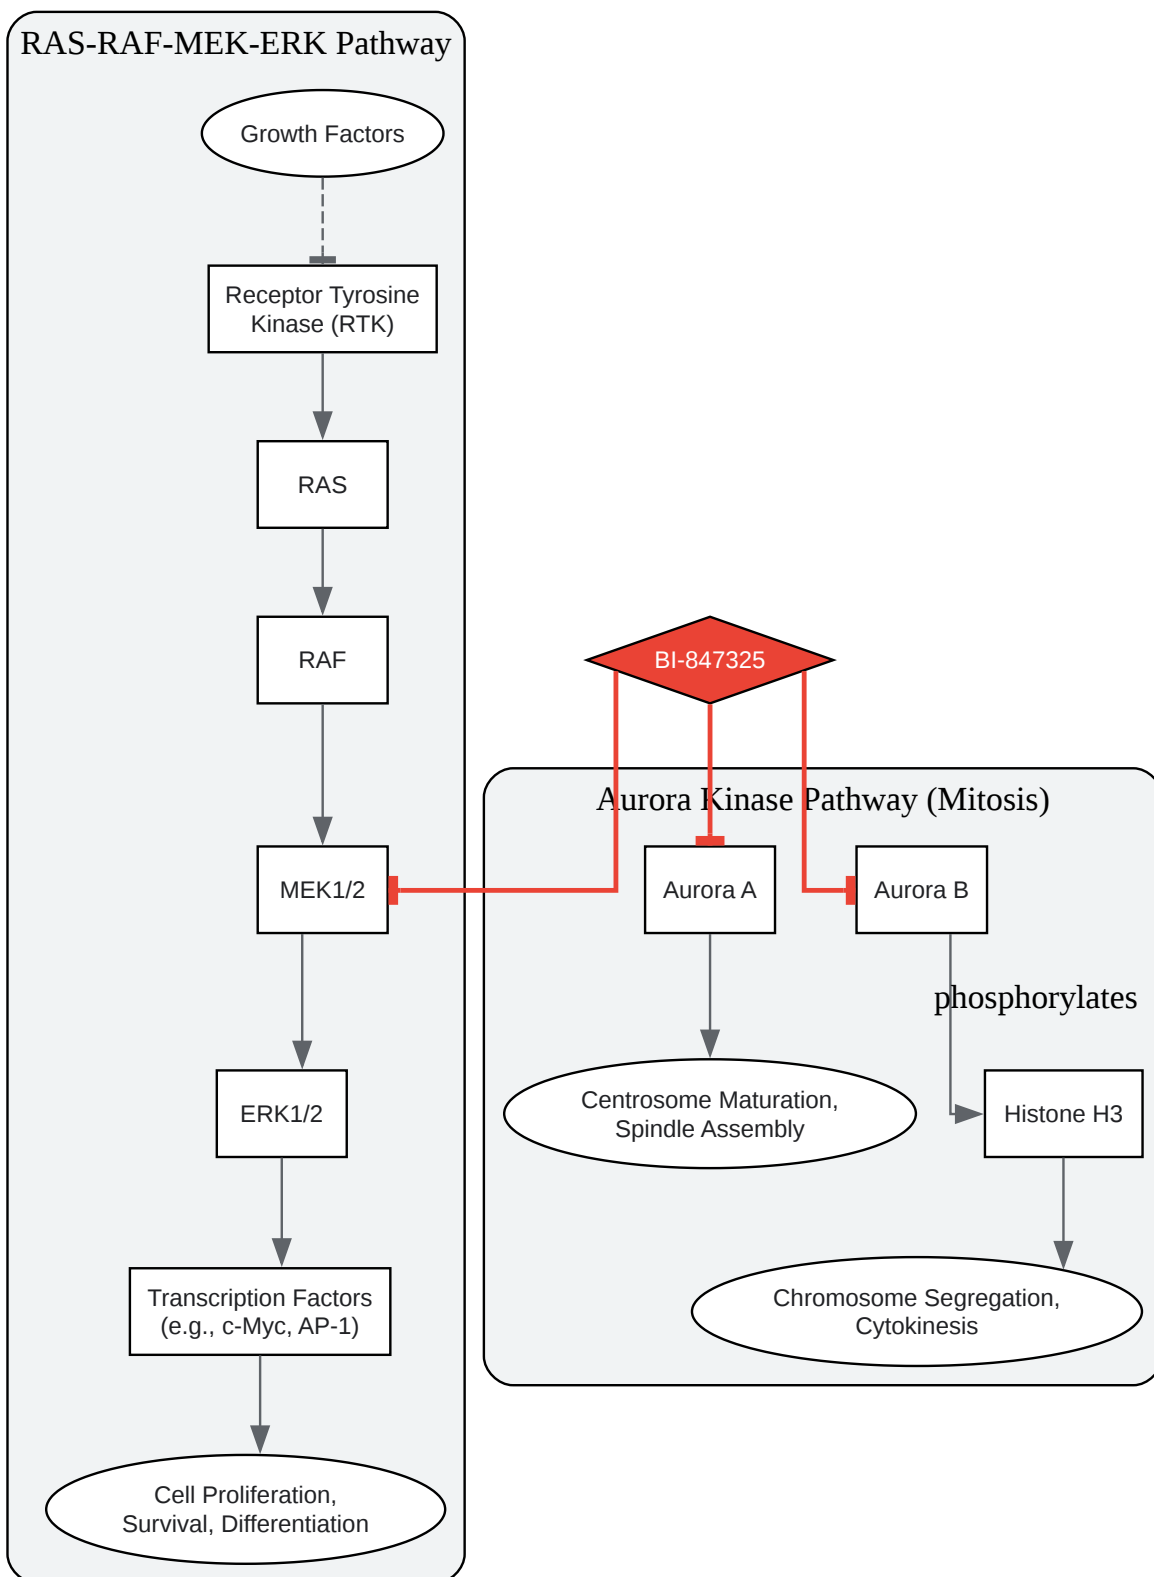 RAS-RAF-MEK-ERK Pathway
Growth Factors
Receptor Tyrosine
Kinase (RTK)
RAS
RAF
MEK1/2
ERK1/2
Transcription Factors
(e.g., c-Myc, AP-1)
Cell Proliferation,
Survival, Differentiation
BI-847325
Aurora Kinase Pathway (Mitosis)
Aurora A
Aurora B
phosphorylates
Centrosome Maturation,
Spindle Assembly
Histone H3
Chromosome Segregation,
Cytokinesis